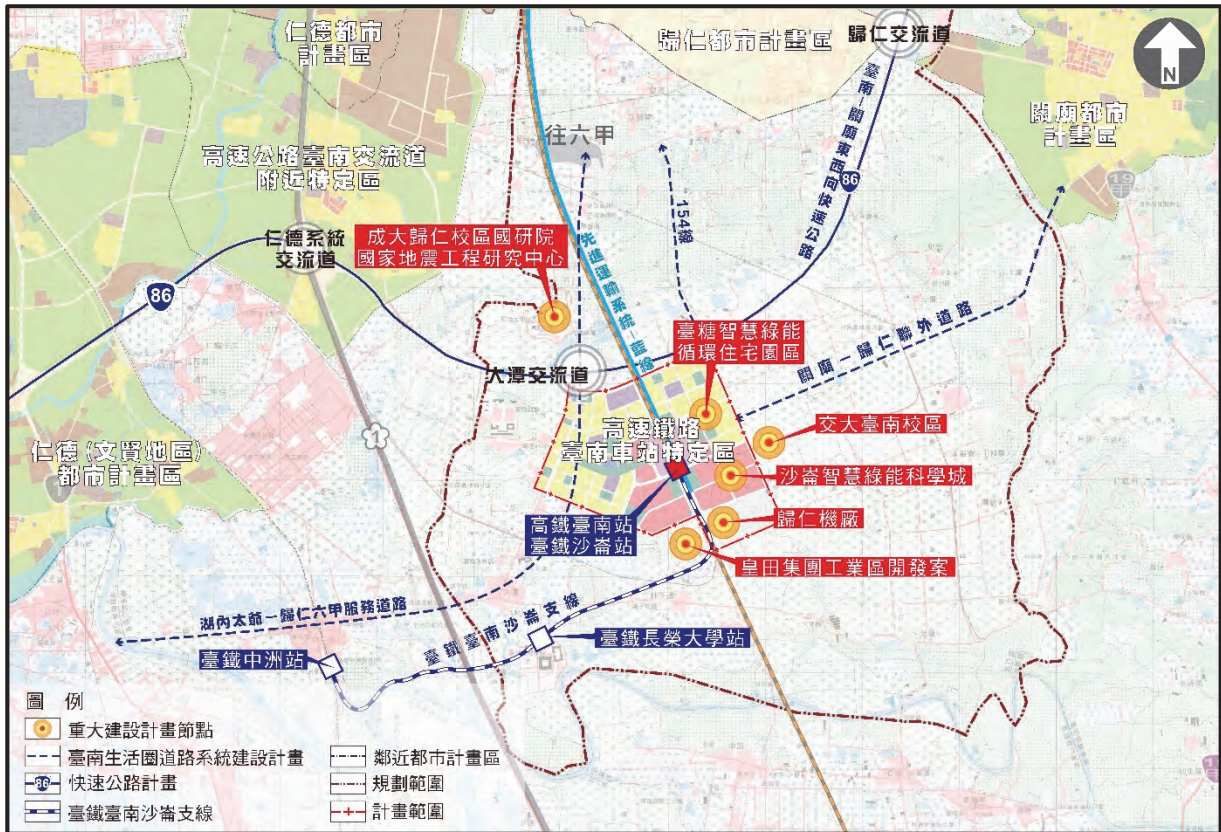 仁德都市
計畫區
歸仁都市計畫區
歸仁交流道
N
關廟都市
計畫區
19甲
往六甲
高速公路臺南交流道
附近特定區
臺南-關廟東西向快速公路
86
154線
先進運輸系統-藍線
仁德系統
交流道
成大歸仁校區國研院
國家地震工程研究中心
86
臺糖智慧綠能
循環住宅園區
關廟-歸仁聯外道路
大潭交流道
高速鐵路
臺南車站特定區
交大臺南校區
1
仁德(文賢地區)
都市計畫區
1
沙崙智慧綠能科學城
高鐵臺南站
臺鐵沙崙站
歸仁機廠
皇田集團工業區開發案
湖內太爺-歸仁六甲服務道路
臺鐵臺南沙崙支線
臺鐵長榮大學站
臺鐵中洲站
圖 例
重大建設計畫節點
臺南生活圈道路系統建設計畫
86
快速公路計畫
臺鐵臺南沙崙支線
鄰近都市計畫區
規劃範圍
計畫範圍